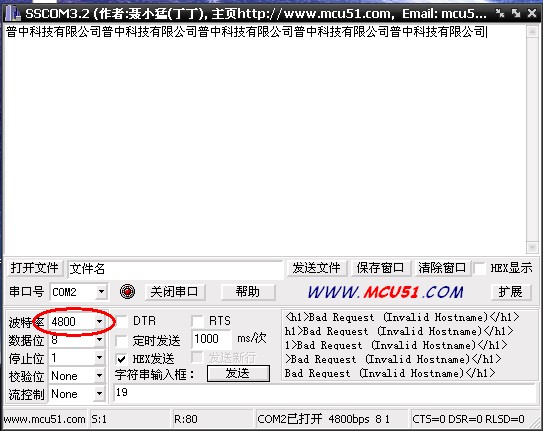 SSCOM3.2 (作者:聂小猛(丁丁), 主页http://www.mcu51.com, Email: mcu5...
普中科技有限公司普中科技有限公司普中科技有限公司普中科技有限公司普中科技有限公司
打开文件 文件名 发送文件 保存窗口 清除窗口 HEX显示
串口号 COM2 关闭串口 帮助 WWW.MCU51.COM 扩展
波特率 4800 DTR RTS
数据位 8 定时发送 1000 ms/次
停止位 1 HEX发送 发送新行
校验位 None 字符串输入框: 发送
流控制 None 19
<h1>Bad Request (Invalid Hostname)</h1>
h1>Bad Request (Invalid Hostname)</h1>
1>Bad Request (Invalid Hostname)</h1>
>Bad Request (Invalid Hostname)</h1>
Bad Request (Invalid Hostname)</h1>
www.mcu51.com S:1 R:80 COM2已打开 4800bps 8 1 CTS=0 DSR=0 RLSD=0